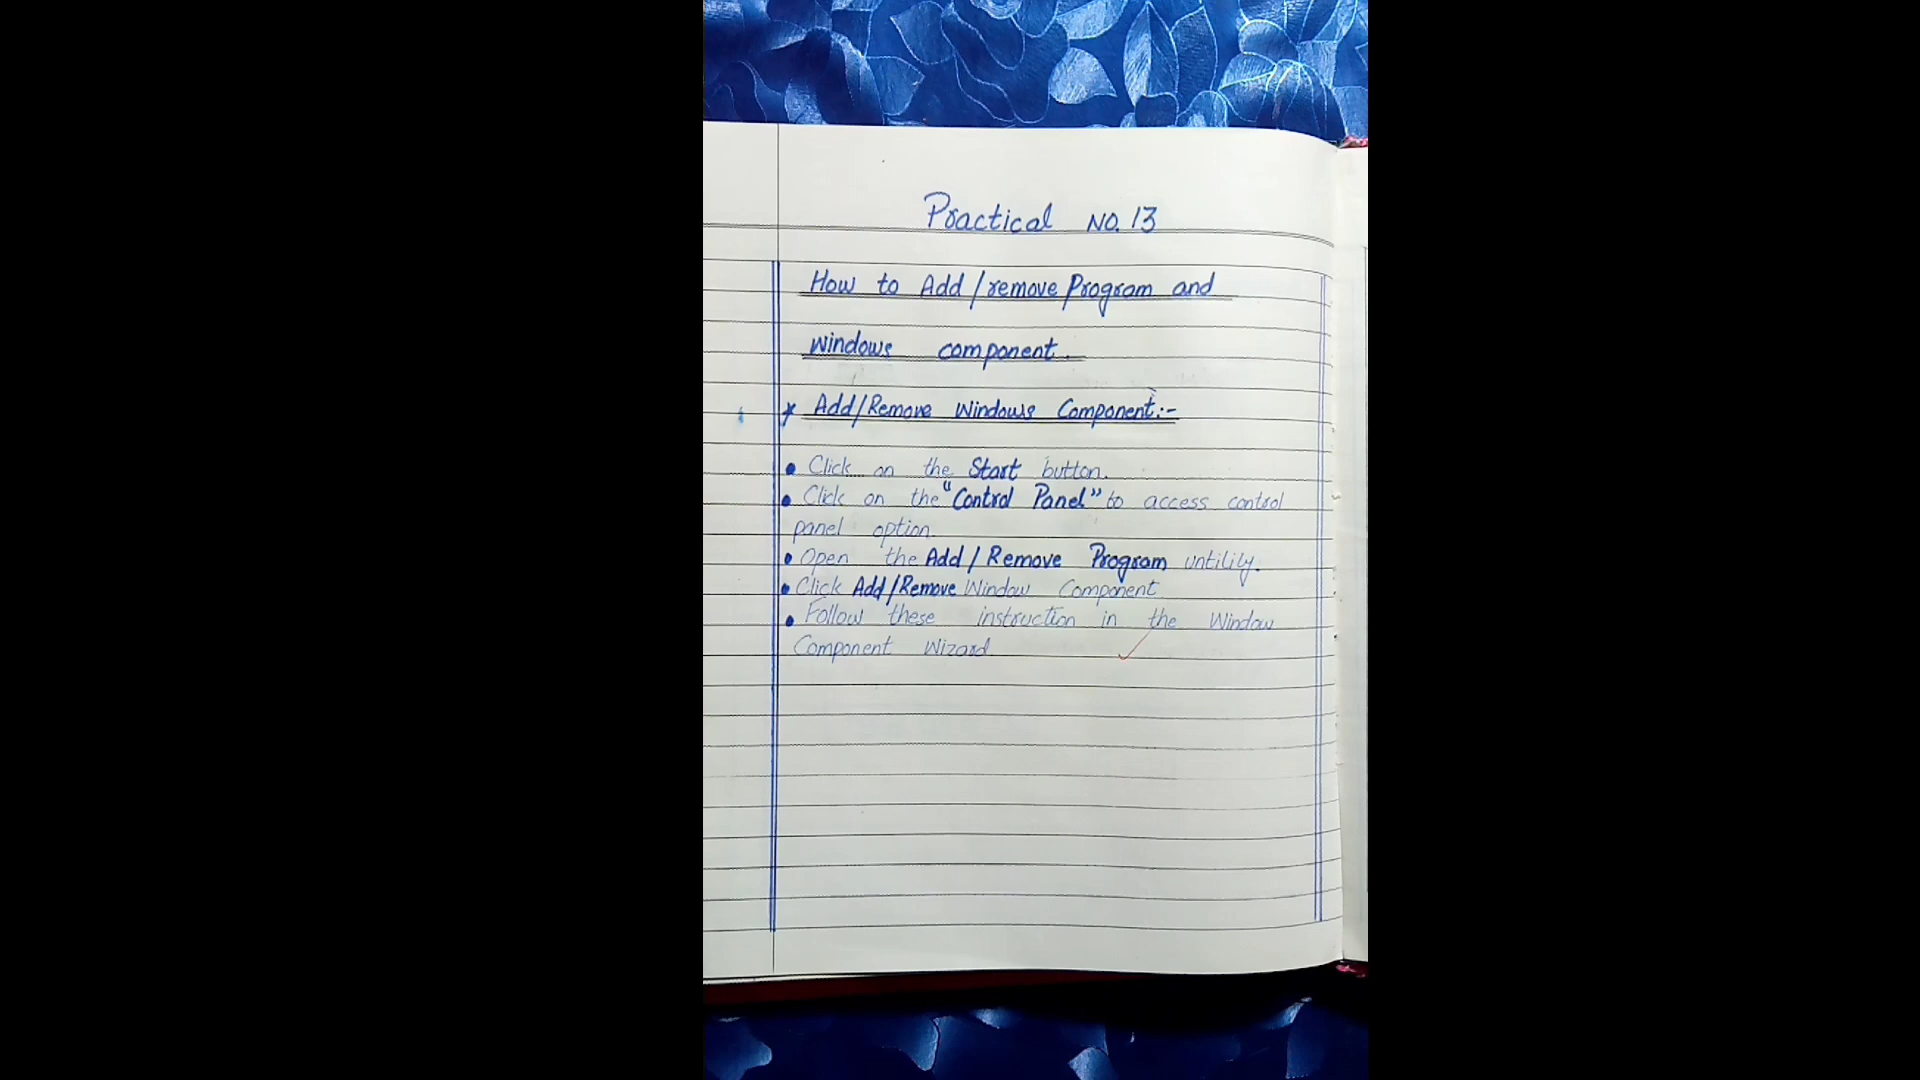 Practical NO. 13
How to Add/remove Program and
windows component.
* Add/Remove Windows Component:-
• Click on the Start button.
• Click on the "Control Panel" to access control
panel option.
• Open the Add/Remove Program untility.
• Click Add/Remove Window Component
• Follow these instruction in the Window
Component Wizard